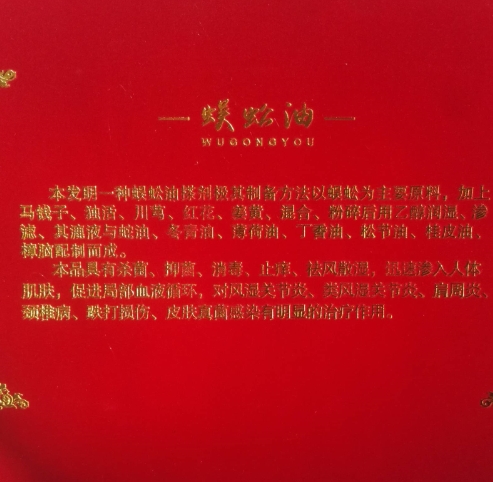 蜈蚣油
WUGONGYOU
本发明一种蜈蚣油搽剂极其制备方法以蜈蚣为主要原料，加上
马钱子、独活、川芎、红花、姜黄、混合、粉碎后用乙醇润湿、渗
滤、其漉液与蛇油、冬青油、薄荷油、丁香油、松节油、桂皮油、
樟脑配制而成。
本品具有杀菌、抑菌、消毒、止痒、祛风散湿，迅速渗入人体
肌肤，促进局部血液循环，对风湿关节炎、类风湿关节炎、肩周炎、
颈椎病、跌打损伤、皮肤真菌感染有明显的治疗作用。